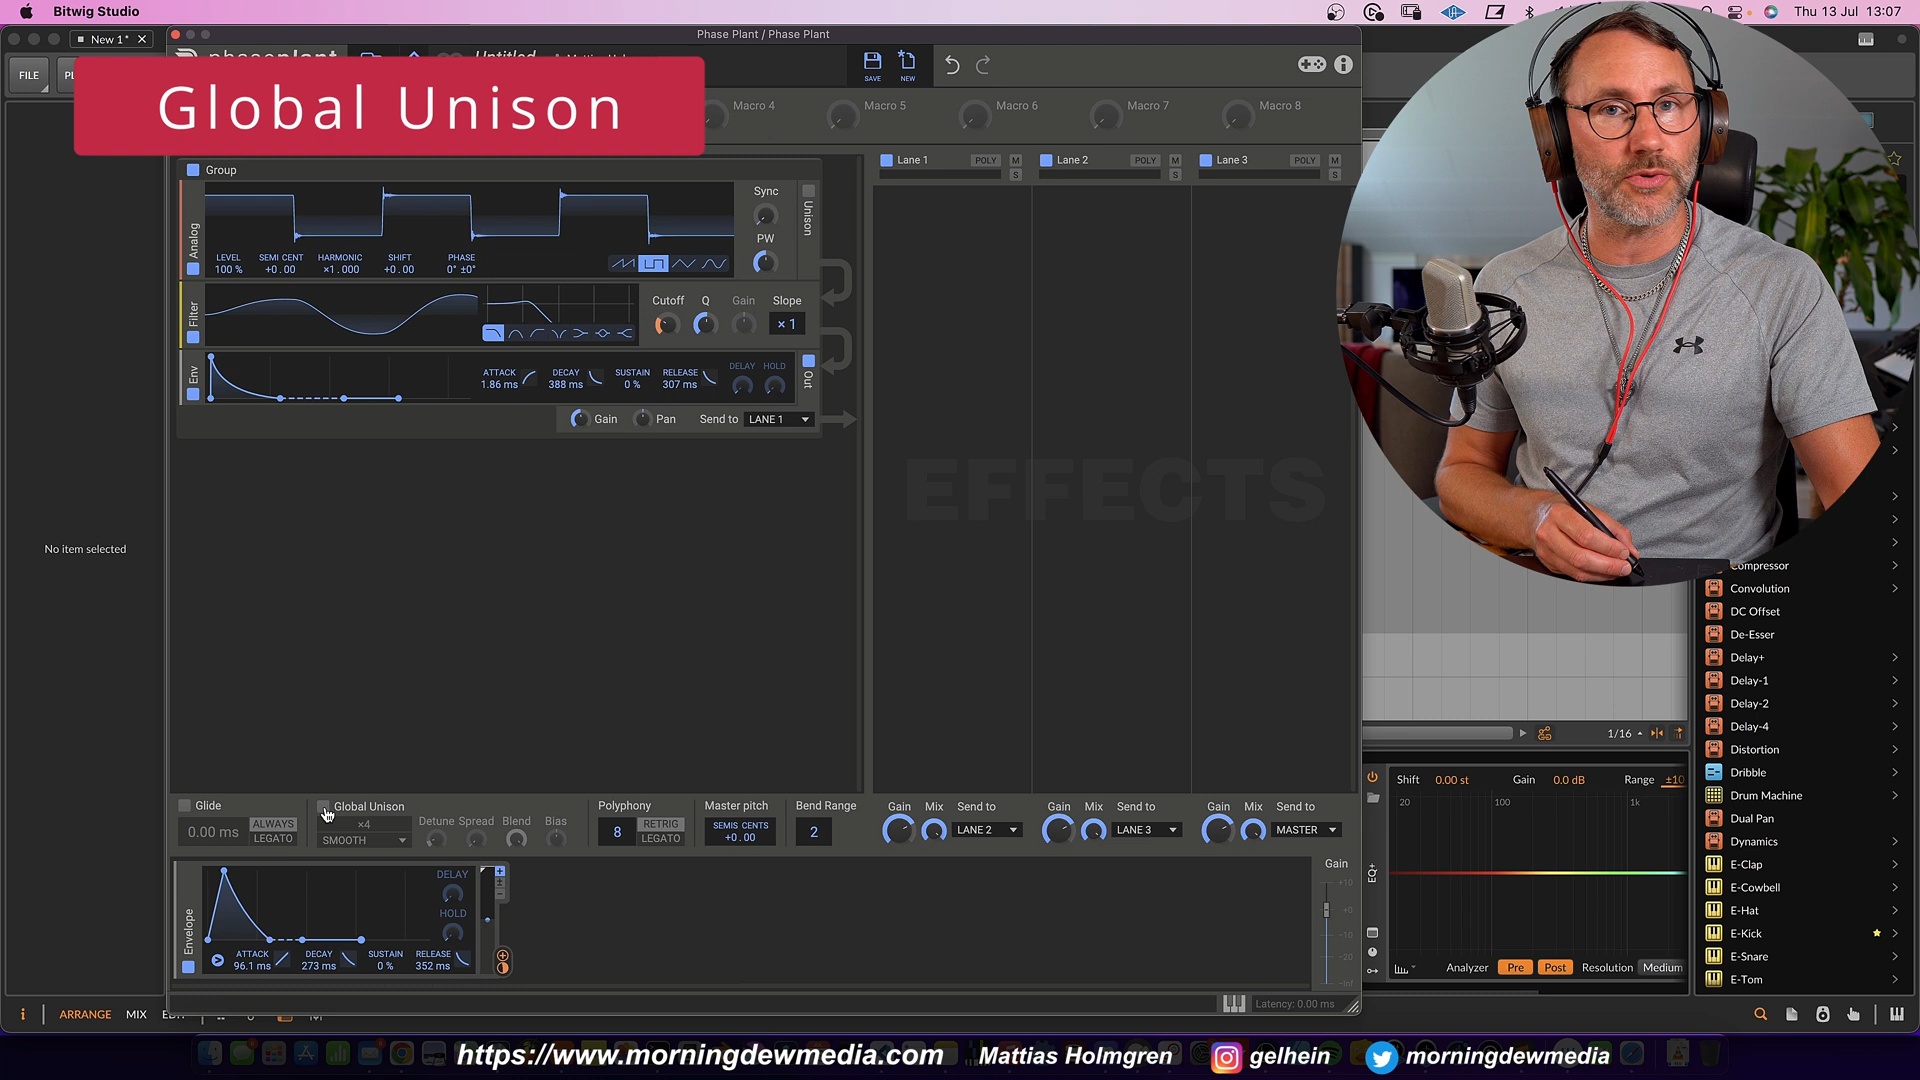 Bitwig Studio
Thu 13 Jul 13:07
New 1*
Phase Plant / Phase Plant
FILE
SAVE
NEW
Global Unison
Macro 4
Macro 5
Macro 6
Macro 7
Macro 8
Group
Lane 1
POLY
M
S
Lane 2
POLY
M
S
Lane 3
POLY
M
S
Analog
Sync
PW
Unison
LEVEL
100 %
SEMI CENT
+0.00
HARMONIC
×1.000
SHIFT
+0.00
PHASE
0° ±0°
Filter
Cutoff
Q
Gain
Slope
× 1
Env
ATTACK
1.86 ms
DECAY
388 ms
SUSTAIN
0 %
RELEASE
307 ms
DELAY
HOLD
Out
Gain
Pan
Send to
LANE 1
EFFECTS
No item selected
Compressor
Convolution
DC Offset
De-Esser
Delay+
Delay-1
Delay-2
Delay-4
Distortion
Dribble
Drum Machine
Dual Pan
Dynamics
E-Clap
E-Cowbell
E-Hat
E-Kick
E-Snare
E-Tom
1/16
Glide
0.00 ms
ALWAYS
LEGATO
Global Unison
×4
SMOOTH
Detune
Spread
Blend
Bias
Polyphony
8
RETRIG
LEGATO
Master pitch
SEMIS CENTS
+0.00
Bend Range
2
Gain
Mix
Send to
LANE 2
Gain
Mix
Send to
LANE 3
Gain
Mix
Send to
MASTER
Shift
0.00 st
Gain
0.0 dB
Range
±10
20
100
1k
EQ+
Analyzer
Pre
Post
Resolution
Medium
Envelope
DELAY
HOLD
ATTACK
96.1 ms
DECAY
273 ms
SUSTAIN
0 %
RELEASE
352 ms
Gain
+10
+0
-10
-20
-inf
Latency: 0.00 ms
ARRANGE
MIX
https://www.morningdewmedia.com
Mattias Holmgren
gelhein
morningdewmedia